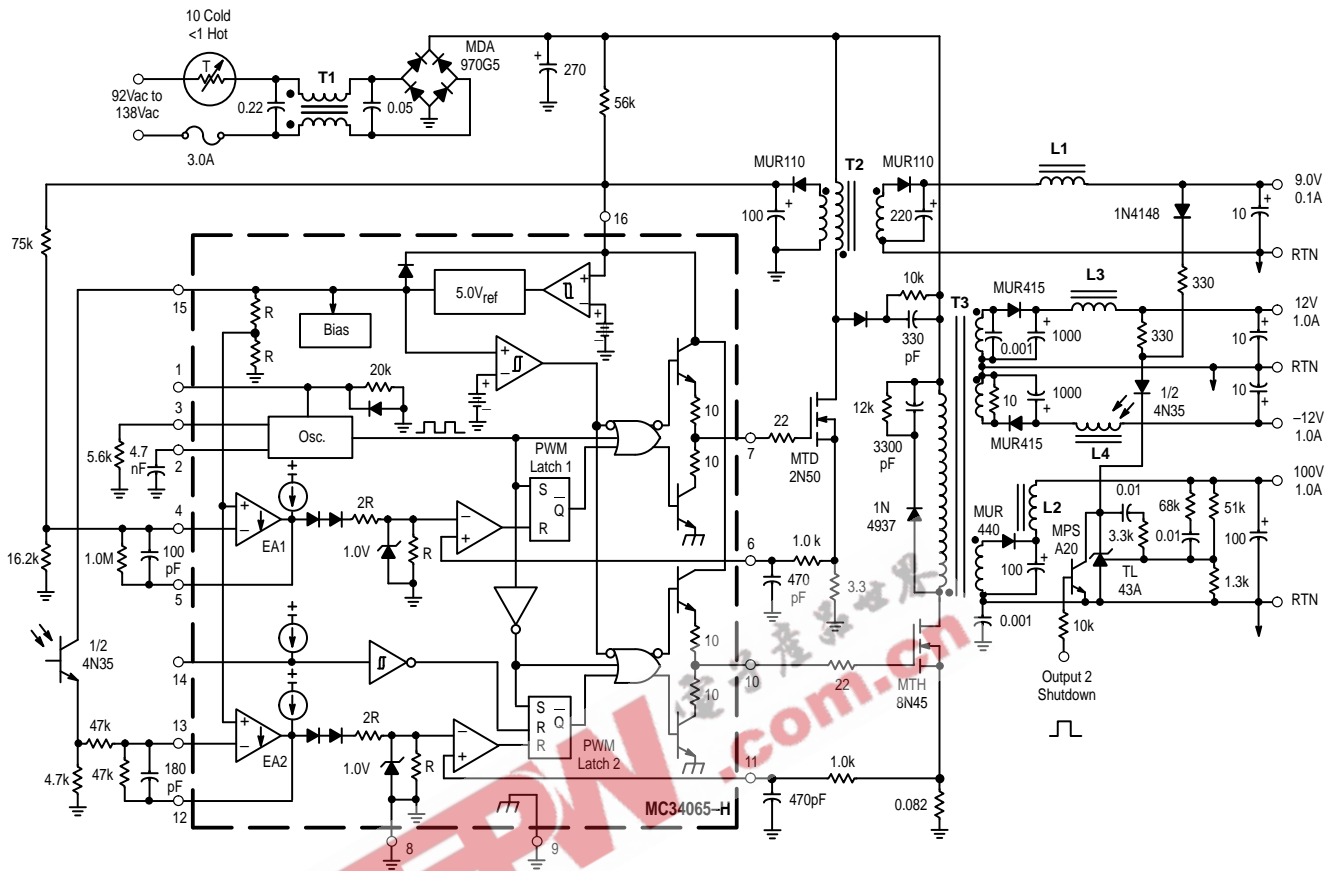 10 Cold
<1 Hot
T
92Vac to
138Vac
3.0A
0.22
T1
0.05
MDA
970G5
+
270
56k
MUR110
T2
MUR110
100
+
220
+
L1
1N4148
10
+
9.0V
0.1A
RTN
75k
16
15
R
R
Bias
5.0Vref
+
−
+
−
+
−
+
−
1
3
5.6k
4.7
nF
2
20k
Osc.
10
10
7
22
MTD
2N50
10k
330
pF
T3
MUR415
0.001
+
1000
L3
330
330
10
+
12V
1.0A
RTN
10
1000
+
MUR415
L4
1/2
4N35
10
+
−12V
1.0A
12k
3300
pF
1N
4937
PWM
Latch 1
S
R
Q
4
16.2k
1.0M
100
pF
5
+
−
EA1
2R
1.0V
R
−
+
6
1.0 k
470
pF
3.3
MUR
440
L2
100
+
0.001
MPS
A20
0.01
3.3k
68k
0.01
51k
TL
43A
1.3k
100
+
100V
1.0A
RTN
10k
Output 2
Shutdown
1/2
4N35
14
47k
13
4.7k
47k
180
pF
12
+
−
EA2
2R
1.0V
R
−
+
S
R
R
Q
PWM
Latch 2
10
10
10
22
MTH
8N45
11
1.0k
470pF
0.082
MC34065–H
8
9
EEPW
.com.cn